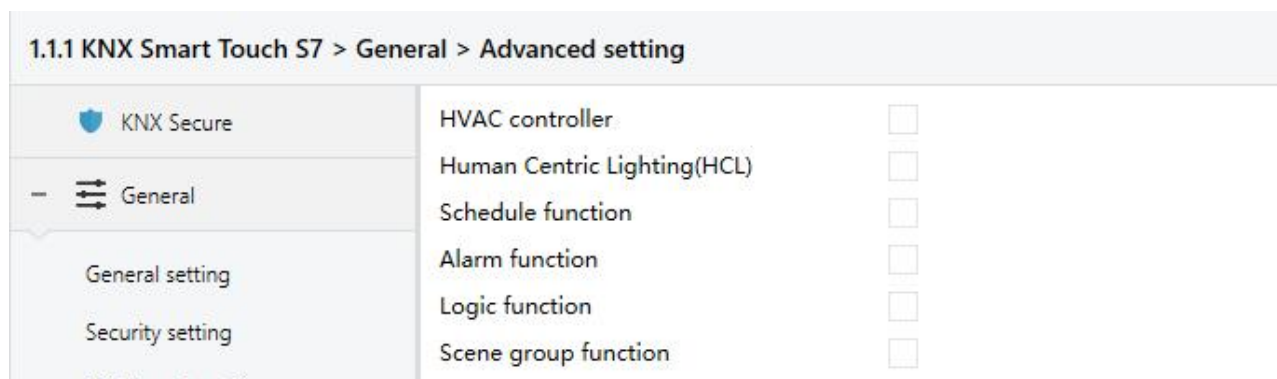 1.1.1 KNX Smart Touch S7 > General > Advanced setting
KNX Secure
General
General setting
Security setting
HVAC controller
Human Centric Lighting(HCL)
Schedule function
Alarm function
Logic function
Scene group function